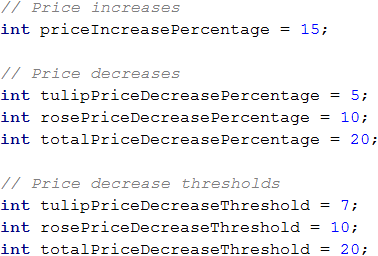 // Price increases
int priceIncreasePercentage = 15;
// Price decreases
int tulipPriceDecreasePercentage = 5;
int rosePriceDecreasePercentage = 10;
int totalPriceDecreasePercentage = 20;
// Price decrease thresholds
int tulipPriceDecreaseThreshold = 7;
int rosePriceDecreaseThreshold = 10;
int totalPriceDecreaseThreshold = 20;